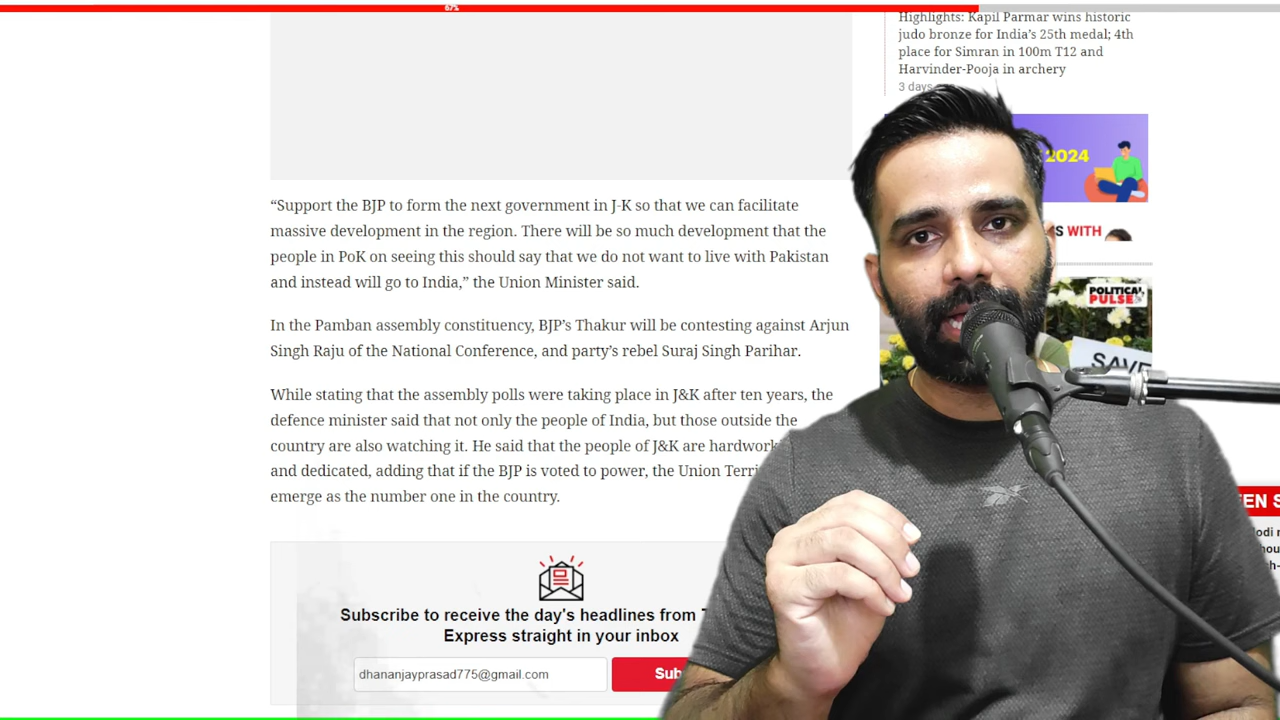 67%
Highlights: Kapil Parmar wins historic
judo bronze for India's 25th medal; 4th
place for Simran in 100m T12 and
Harvinder-Pooja in archery
3 days
2024
WITH
POLITICAL
PULSE
SAVE
“Support the BJP to form the next government in J-K so that we can facilitate
massive development in the region. There will be so much development that the
people in PoK on seeing this should say that we do not want to live with Pakistan
and instead will go to India,” the Union Minister said.
In the Pamban assembly constituency, BJP’s Thakur will be contesting against Arjun
Singh Raju of the National Conference, and party’s rebel Suraj Singh Parihar.
While stating that the assembly polls were taking place in J&K after ten years, the
defence minister said that not only the people of India, but those outside the
country are also watching it. He said that the people of J&K are hardwork
and dedicated, adding that if the BJP is voted to power, the Union Terri
emerge as the number one in the country.
Subscribe to receive the day's headlines from
Express straight in your inbox
dhananjayprasad775@gmail.com
Sub